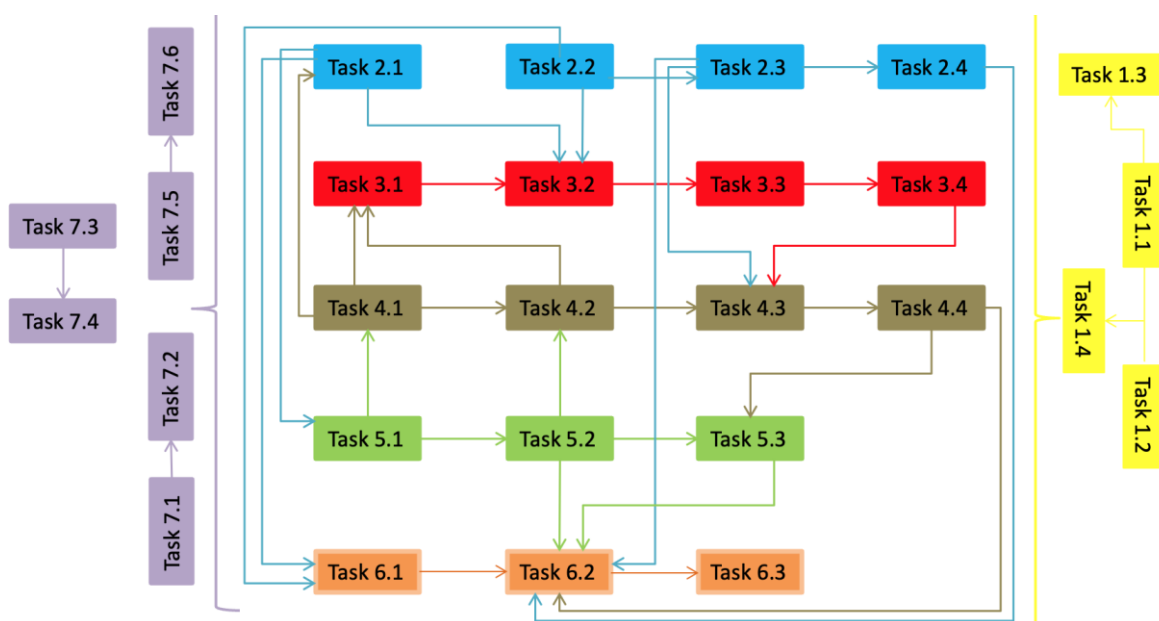 Task 7.6
Task 2.1
Task 2.2
Task 2.3
Task 2.4
Task 1.3
Task 7.5
Task 3.1
Task 3.2
Task 3.3
Task 3.4
Task 1.1
Task 7.3
Task 7.4
Task 4.1
Task 4.2
Task 4.3
Task 4.4
Task 1.4
Task 7.2
Task 1.2
Task 5.1
Task 5.2
Task 5.3
Task 7.1
Task 6.1
Task 6.2
Task 6.3